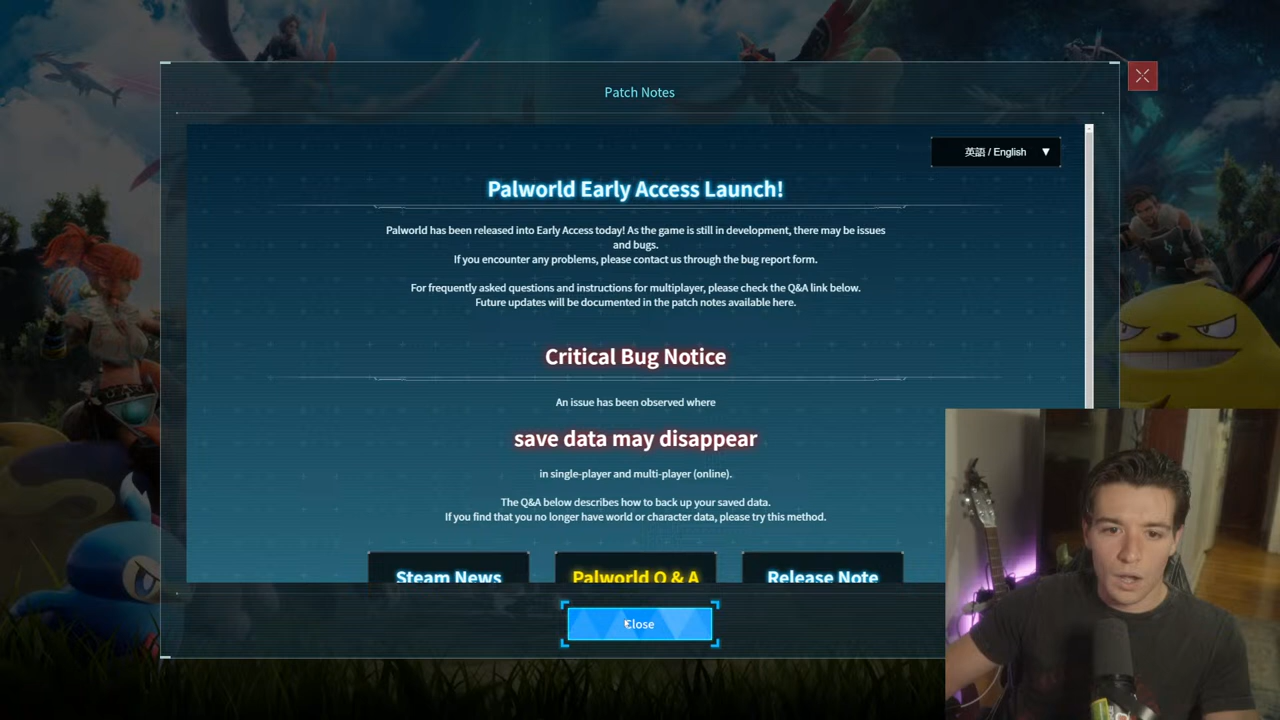 Patch Notes
英語 / English ▼
Palworld Early Access Launch!
Palworld has been released into Early Access today! As the game is still in development, there may be issues
and bugs.
If you encounter any problems, please contact us through the bug report form.
For frequently asked questions and instructions for multiplayer, please check the Q&A link below.
Future updates will be documented in the patch notes available here.
Critical Bug Notice
An issue has been observed where
save data may disappear
in single-player and multi-player (online).
The Q&A below describes how to back up your saved data.
If you find that you no longer have world or character data, please try this method.
Steam News
Palworld Q & A
Release Note
Close